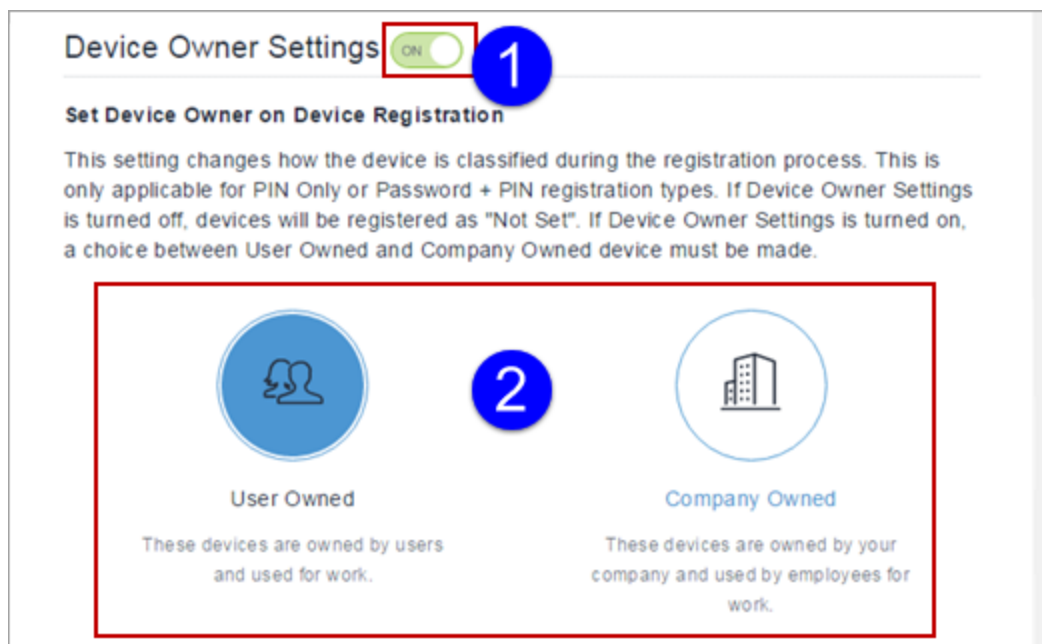 Device Owner Settings ON 1
Set Device Owner on Device Registration
This setting changes how the device is classified during the registration process. This is
only applicable for PIN Only or Password + PIN registration types. If Device Owner Settings
is turned off, devices will be registered as "Not Set". If Device Owner Settings is turned on,
a choice between User Owned and Company Owned device must be made.
2
User Owned
These devices are owned by users
and used for work.
Company Owned
These devices are owned by your
company and used by employees for
work.